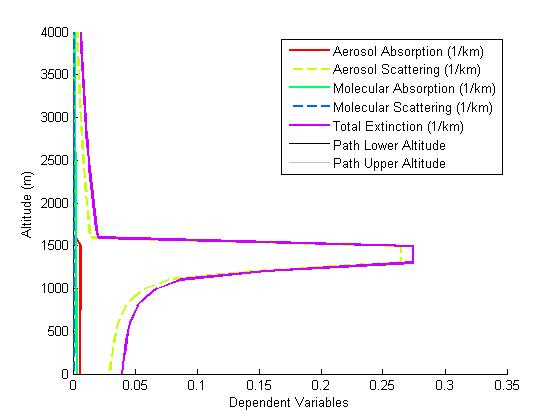 4000
3500
3000
2500
2000
1500
1000
500
0
Altitude (m)
Aerosol Absorption (1/km)
Aerosol Scattering (1/km)
Molecular Absorption (1/km)
Molecular Scattering (1/km)
Total Extinction (1/km)
Path Lower Altitude
Path Upper Altitude
0 0.05 0.1 0.15 0.2 0.25 0.3 0.35
Dependent Variables